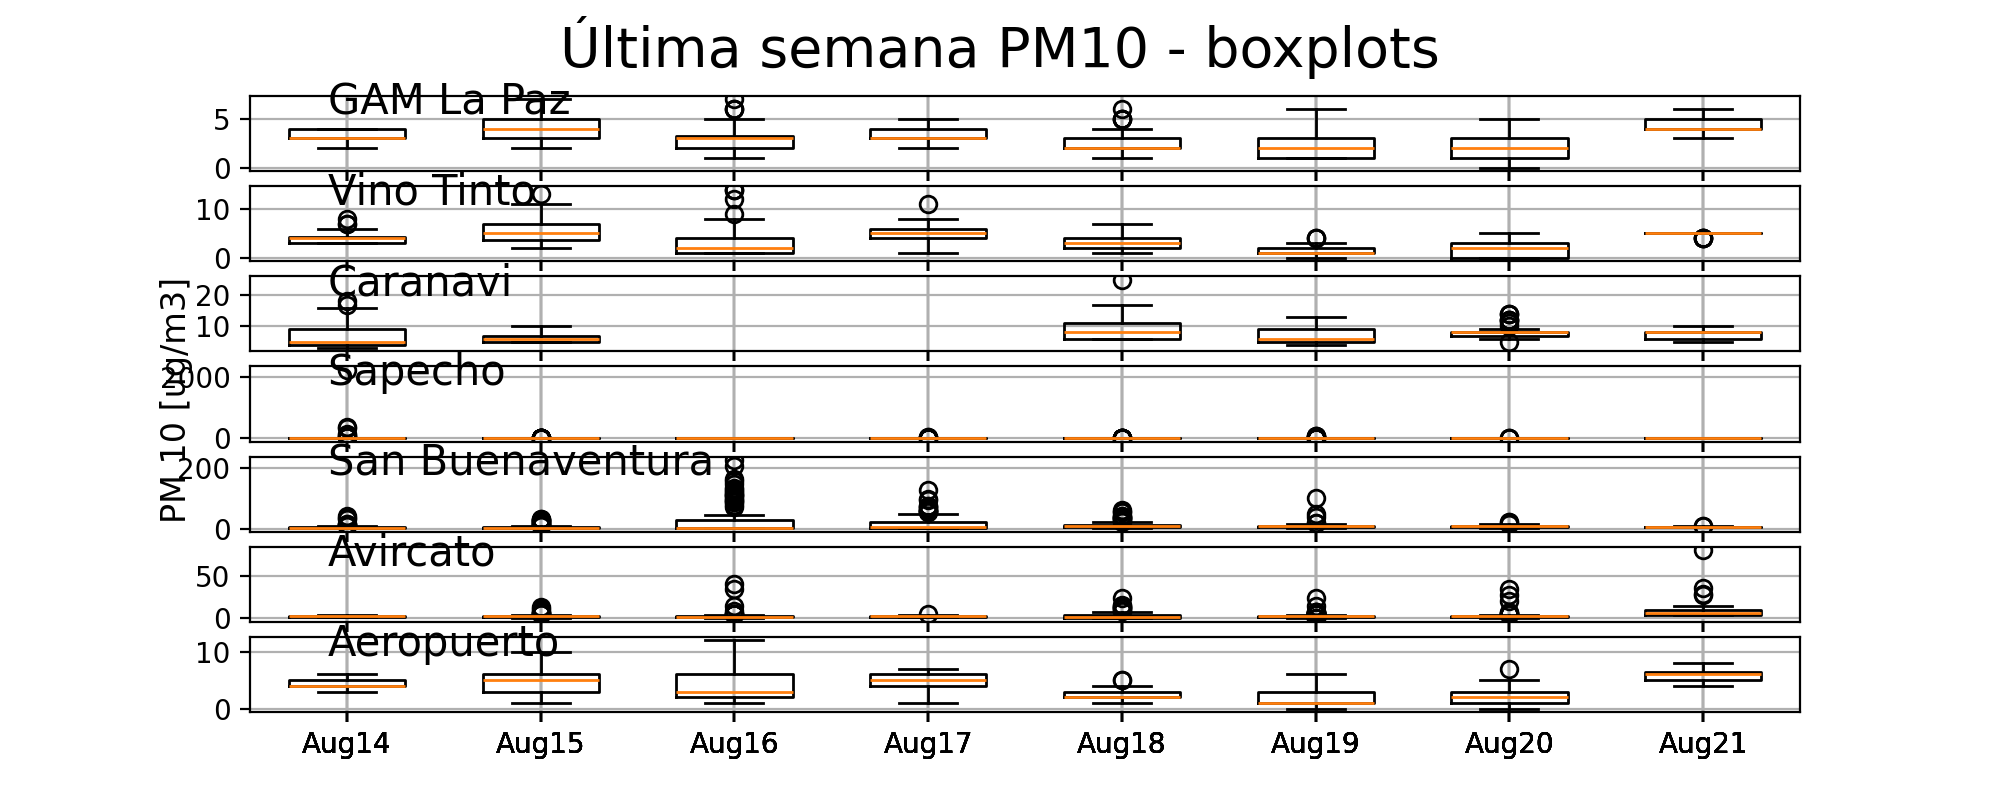 Última semana PM10 - boxplots
GAM La Paz
5
0
Vino Tinto
10
0
Caranavi
20
10
PM 10 [ug/m3]
Sapecho
2000
0
San Buenaventura
200
0
Avircato
50
0
Aeropuerto
10
0
Aug14 Aug15 Aug16 Aug17 Aug18 Aug19 Aug20 Aug21